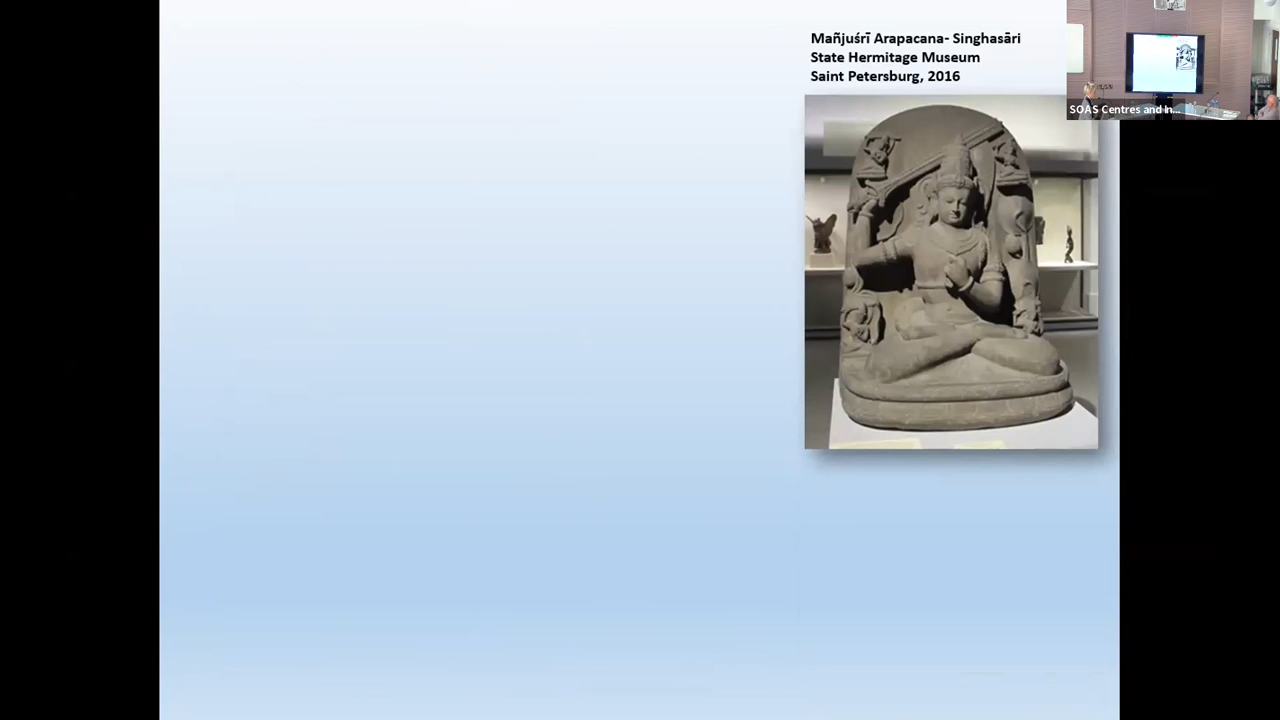 Mañjuśrī Arapacana- Singhasāri
State Hermitage Museum
Saint Petersburg, 2016
SOAS Centres and In...